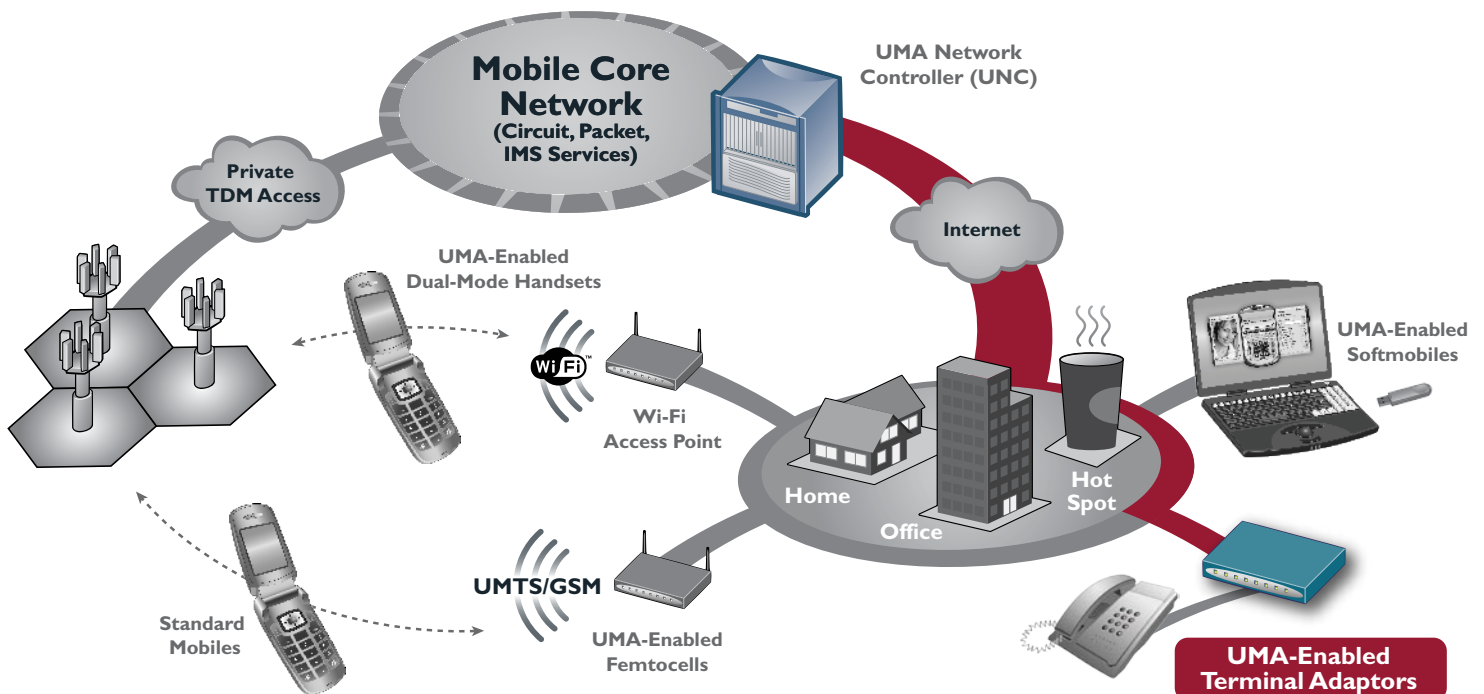 Mobile Core
Network
(Circuit, Packet,
IMS Services)
UMA Network
Controller (UNC)
Private
TDM Access
Internet
UMA-Enabled
Dual-Mode Handsets
Wi Fi™
Wi-Fi
Access Point
UMA-Enabled
Softmobiles
Home
Office
Hot
Spot
UMTS/GSM
UMA-Enabled
Femtocells
Standard
Mobiles
UMA-Enabled
Terminal Adaptors